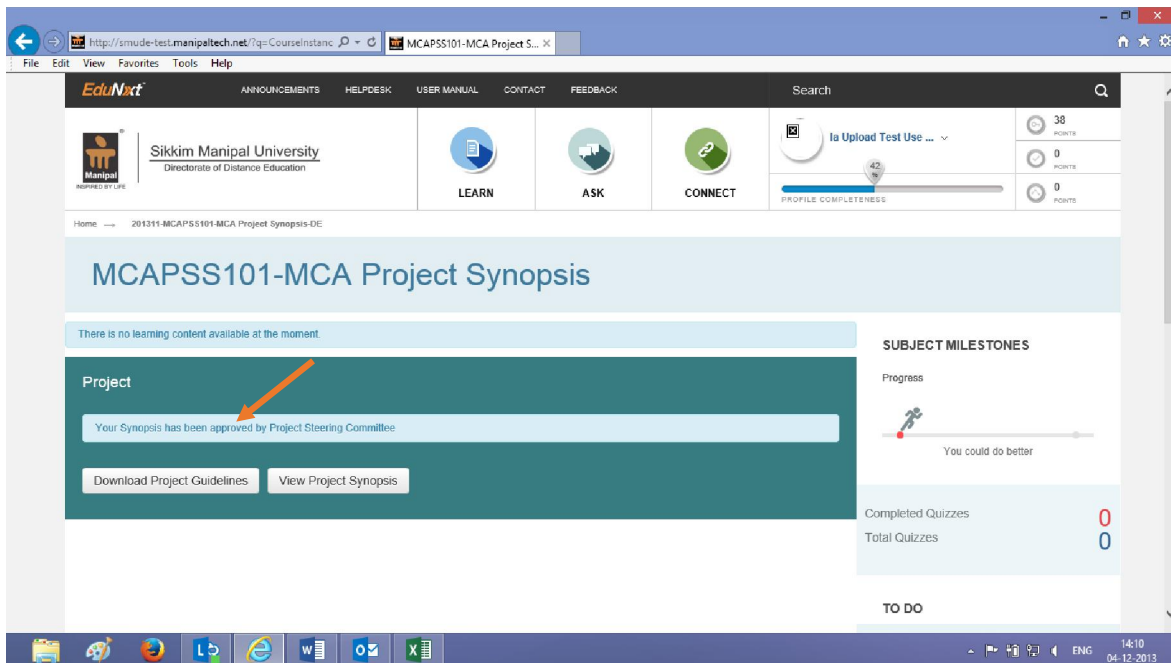 http://smude-test.manipaltech.net/?q=CourseInstanc
MCAPSS101-MCA Project S...
File Edit View Favorites Tools Help
EduNxt
ANNOUNCEMENTS HELPDESK USER MANUAL CONTACT FEEDBACK
Search
Manipal
INSPIRED BY LIFE
Sikkim Manipal University
Directorate of Distance Education
LEARN
ASK
CONNECT
la Upload Test Use ...
42
%
PROFILE COMPLETENESS
38
POINTS
0
POINTS
0
POINTS
Home → 201311-MCAPSS101-MCA Project Synopsis-DE
MCAPSS101-MCA Project Synopsis
There is no learning content available at the moment.
Project
Your Synopsis has been approved by Project Steering Committee
Download Project Guidelines
View Project Synopsis
SUBJECT MILESTONES
Progress
You could do better
Completed Quizzes 0
Total Quizzes 0
TO DO
ENG
14:10
04-12-2013